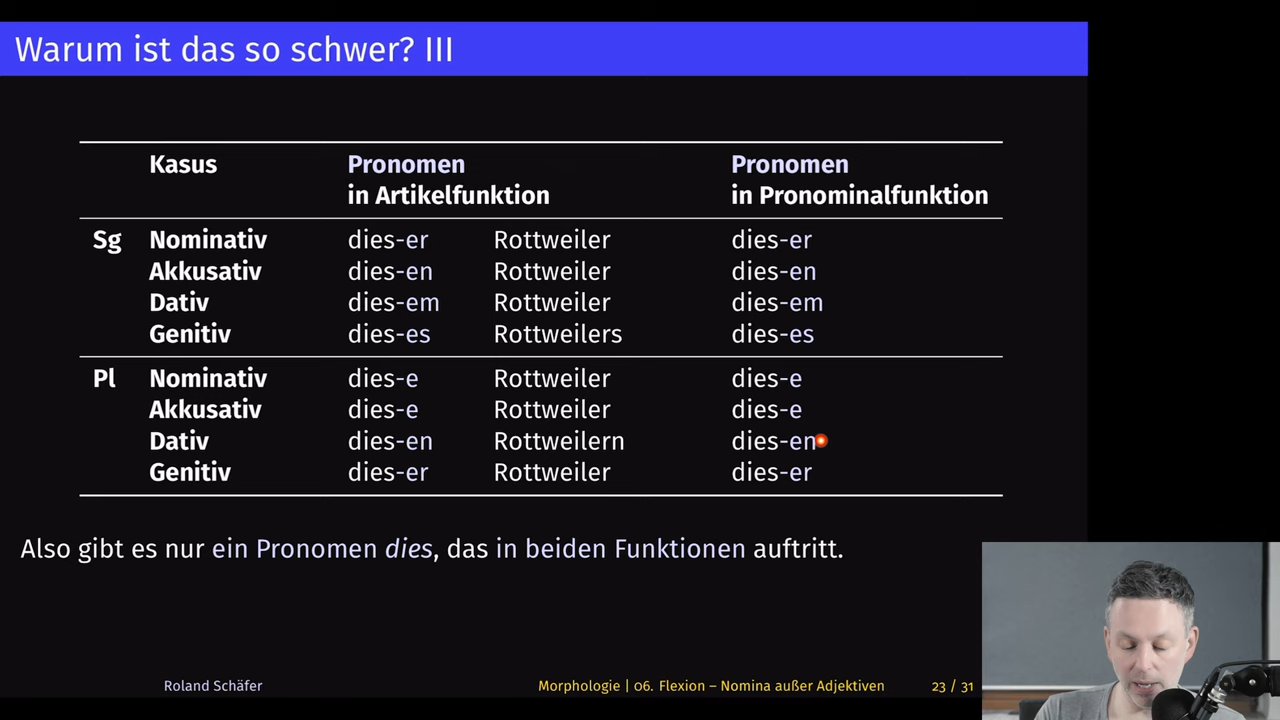 Warum ist das so schwer? III
Kasus Pronomen Pronomen
in Artikelfunktion in Pronominalfunktion
Sg Nominativ dies-er Rottweiler dies-er
Akkusativ dies-en Rottweiler dies-en
Dativ dies-em Rottweiler dies-em
Genitiv dies-es Rottweilers dies-es
Pl Nominativ dies-e Rottweiler dies-e
Akkusativ dies-e Rottweiler dies-e
Dativ dies-en Rottweilern dies-en
Genitiv dies-er Rottweiler dies-er
Also gibt es nur ein Pronomen dies, das in beiden Funktionen auftritt.
Roland Schäfer Morphologie | 06. Flexion – Nomina außer Adjektiven 23 / 31